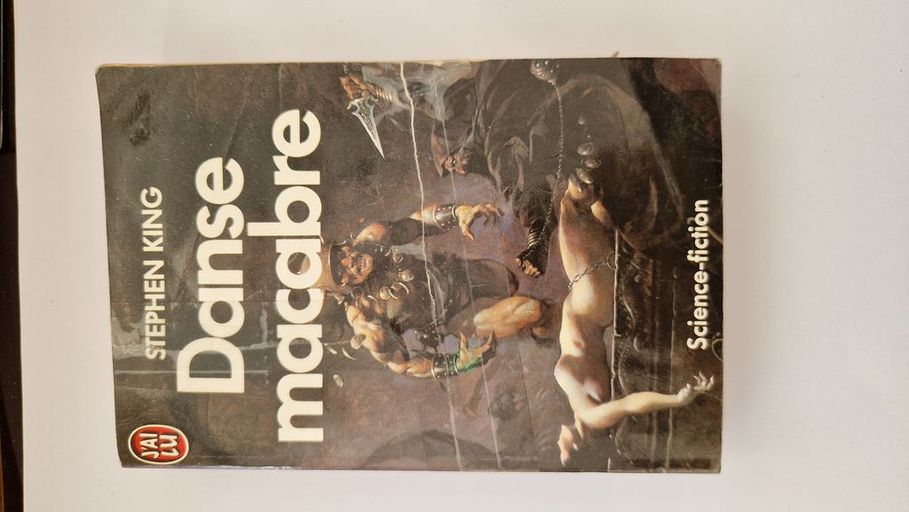 J'AI
LU
STEPHEN KING
Danse
macabre
Science-fiction